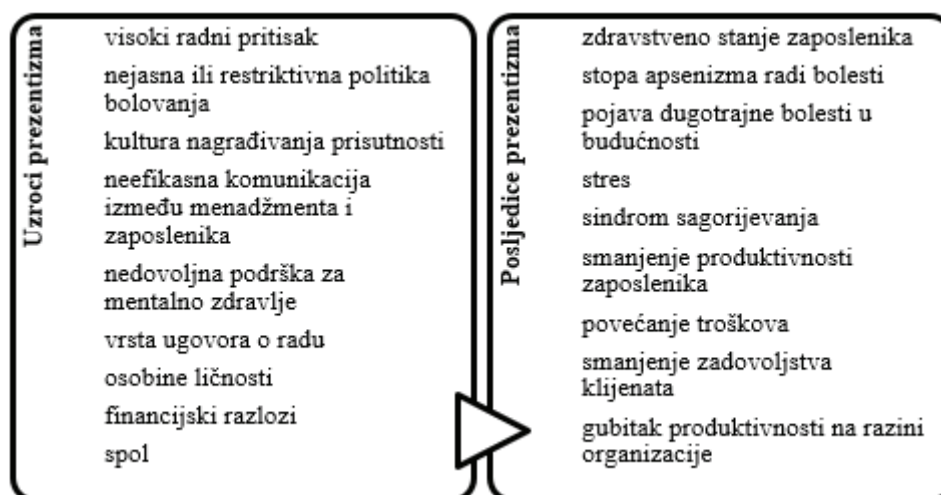 Uzroci prezentizma
visoki radni pritisak
nejasna ili restriktivna politika
bolovanja
kultura nagrađivanja prisutnosti
neefikasna komunikacija
između menadžmenta i
zaposlenika
nedovoljna podrška za
mentalno zdravlje
vrsta ugovora o radu
osobine ličnosti
financijski razlozi
spol
Posljedice prezentizma
zdravstveno stanje zaposlenika
stopa apsenizma radi bolesti
pojava dugotrajne bolesti u
budućnosti
stres
sindrom sagorijevanja
smanjenje produktivnosti
zaposlenika
povećanje troškova
smanjenje zadovoljstva
klijenata
gubitak produktivnosti na razini
organizacije